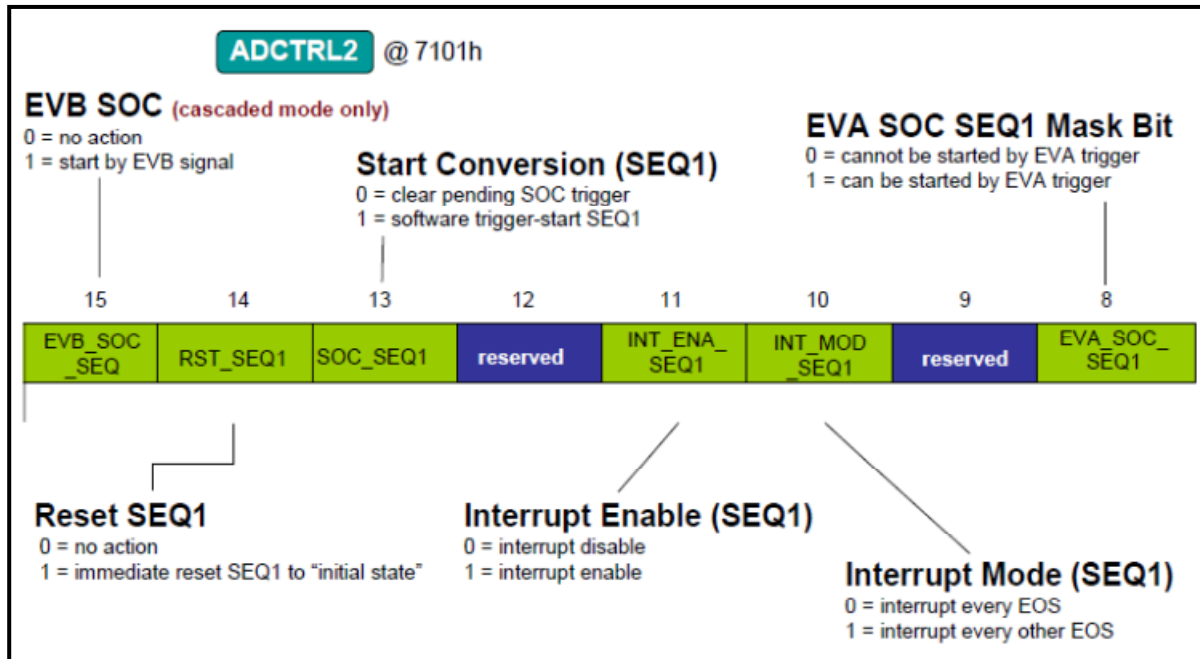 ADCTRL2 @ 7101h
EVB SOC (cascaded mode only)
0 = no action
1 = start by EVB signal
Start Conversion (SEQ1)
0 = clear pending SOC trigger
1 = software trigger-start SEQ1
EVA SOC SEQ1 Mask Bit
0 = cannot be started by EVA trigger
1 = can be started by EVA trigger
15 14 13 12 11 10 9 8
EVB_SOC
_SEQ
RST_SEQ1
SOC_SEQ1
reserved
INT_ENA_
SEQ1
INT_MOD
_SEQ1
reserved
EVA_SOC_
SEQ1
Reset SEQ1
0 = no action
1 = immediate reset SEQ1 to “initial state”
Interrupt Enable (SEQ1)
0 = interrupt disable
1 = interrupt enable
Interrupt Mode (SEQ1)
0 = interrupt every EOS
1 = interrupt every other EOS